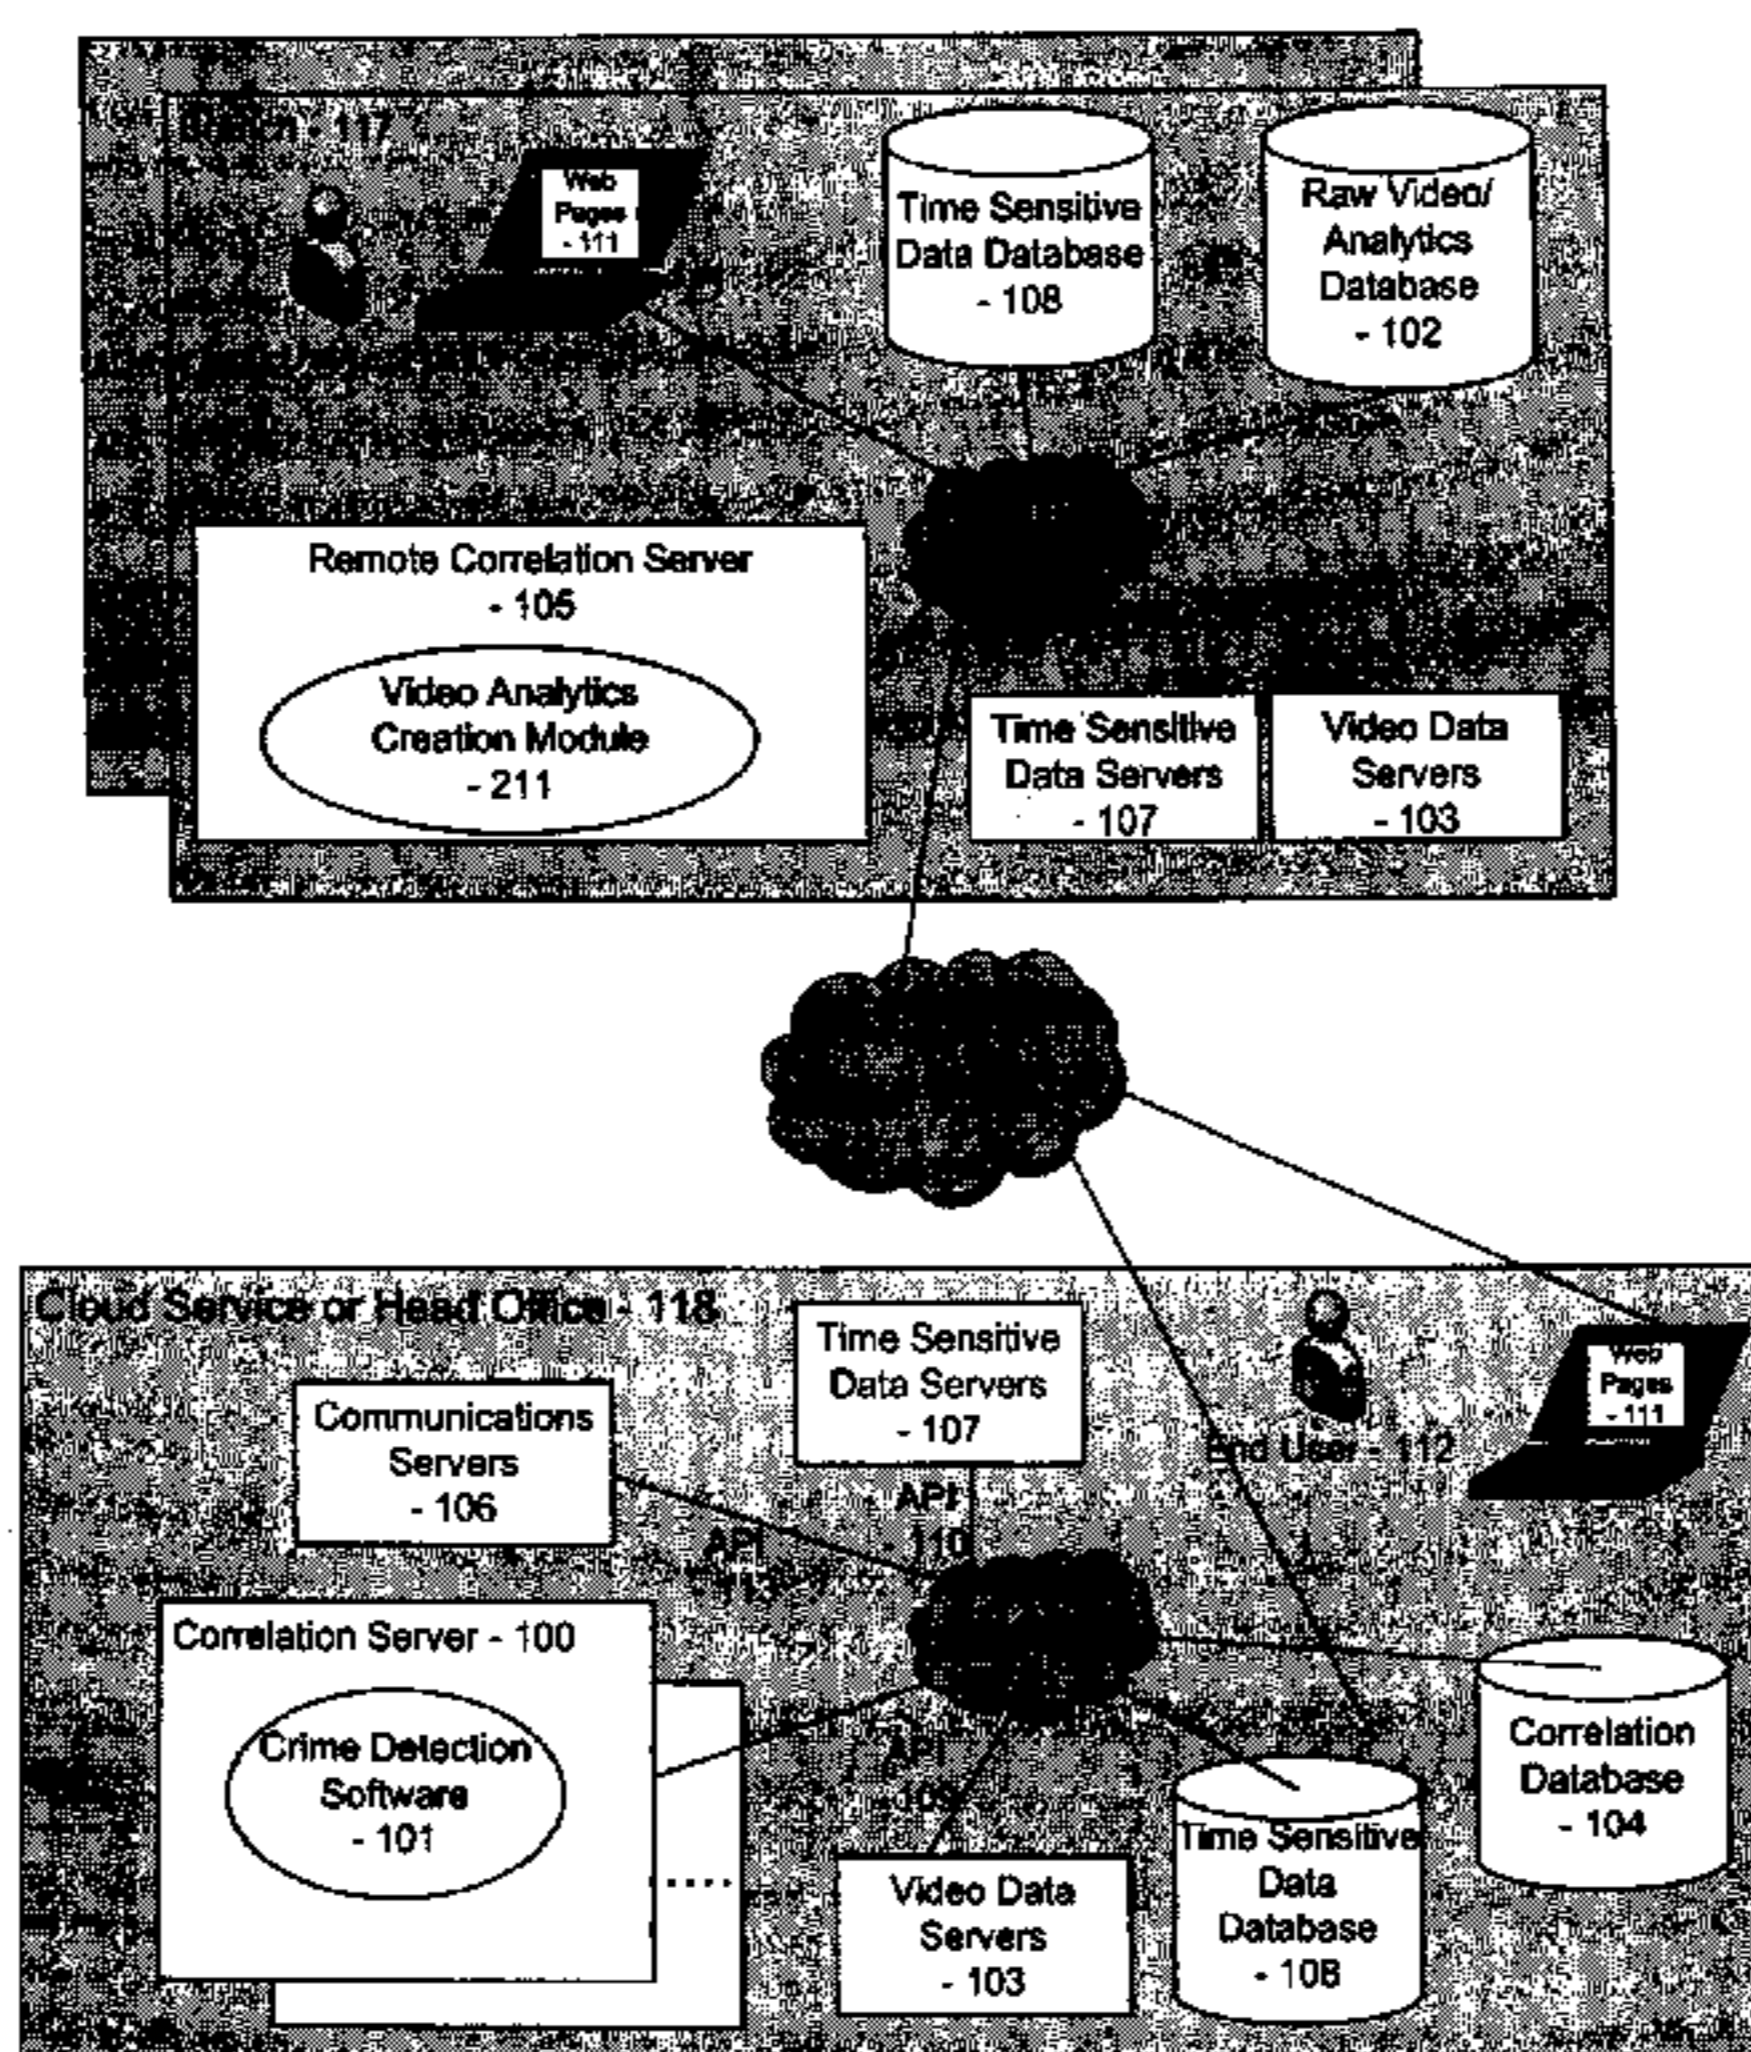 - 117
Web
Pages
- 111
Time Sensitive
Data Database
- 108
Raw Video/
Analytics
Database
- 102
Remote Correlation Server
- 105
Video Analytics
Creation Module
- 211
Time Sensitive
Data Servers
- 107
Video Data
Servers
- 103
Cloud Service or Head Office - 118
Time Sensitive
Data Servers
- 107
End User - 112
Web
Pages
- 111
Communications
Servers
- 106
API
- 110
API
- 113
Correlation Server - 100
Crime Detection
Software
- 101
....
API
- 109
Video Data
Servers
- 103
Time Sensitive
Data
Database
- 108
Correlation
Database
- 104